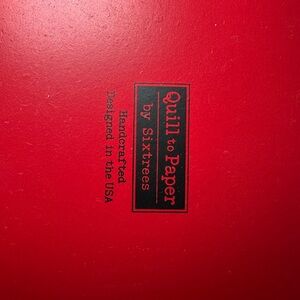 Quill to Paper
by Sixtrees
Handcrafted
Designed in the USA